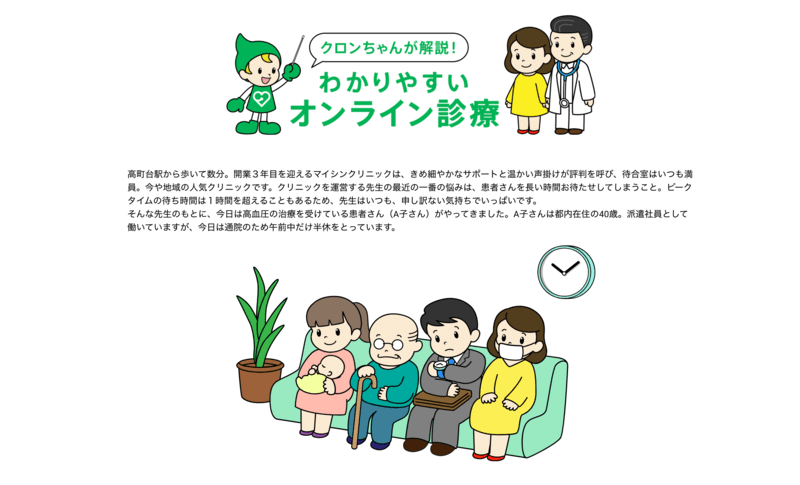 クロンちゃんが解説！
わかりやすい
オンライン診療
高町台駅から歩いて数分。開業３年目を迎えるマイシンクリニックは、きめ細やかなサポートと温かい声掛けが評判を呼び、待合室はいつも満
員。今や地域の人気クリニックです。クリニックを運営する先生の最近の一番の悩みは、患者さんを長い時間お待たせしてしまうこと。ピーク
タイムの待ち時間は１時間を超えることもあるため、先生はいつも、申し訳ない気持ちでいっぱいです。
そんな先生のもとに、今日は高血圧の治療を受けている患者さん（A子さん）がやってきました。A子さんは都内在住の40歳。派遣社員として
働いていますが、今日は通院のため午前中だけ半休をとっています。